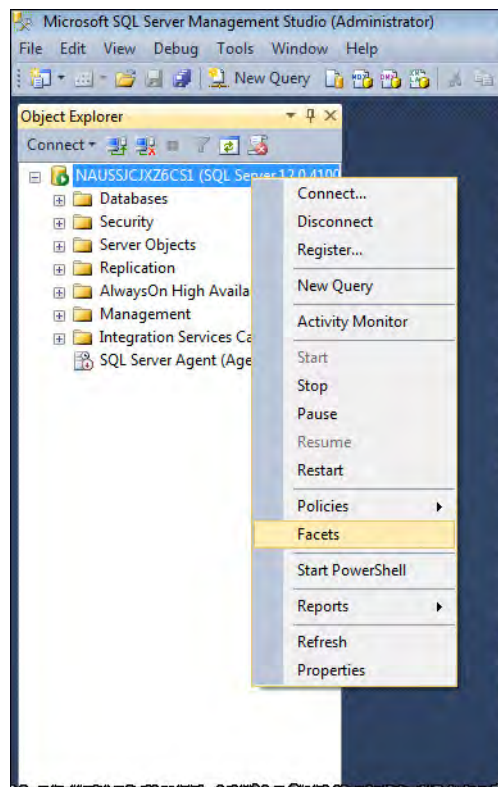 Microsoft SQL Server Management Studio (Administrator)
File Edit View Debug Tools Window Help
New Query
Object Explorer
Connect
NAUSSJCJXZ6CS1 (SQL Server 12.0.4100
Databases
Security
Server Objects
Replication
AlwaysOn High Availa
Management
Integration Services Ca
SQL Server Agent (Age
Connect...
Disconnect
Register...
New Query
Activity Monitor
Start
Stop
Pause
Resume
Restart
Policies
Facets
Start PowerShell
Reports
Refresh
Properties